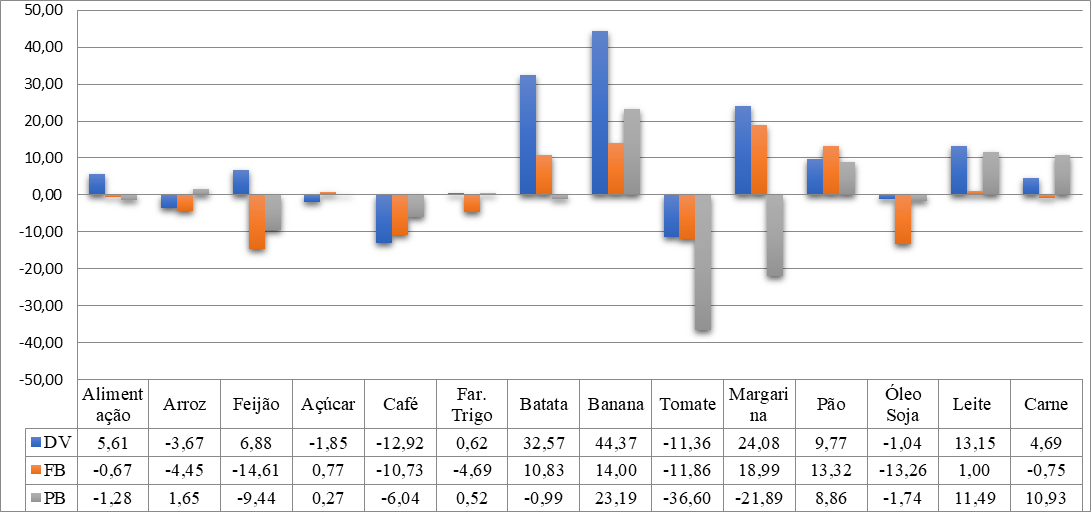 50,00
40,00
30,00
20,00
10,00
0,00
-10,00
-20,00
-30,00
-40,00
-50,00
Aliment
ação Arroz Feijão Açúcar Café Far.
Trigo Batata Banana Tomate Margari
na Pão Óleo
Soja Leite Carne
DV 5,61 -3,67 6,88 -1,85 -12,92 0,62 32,57 44,37 -11,36 24,08 9,77 -1,04 13,15 4,69
FB -0,67 -4,45 -14,61 0,77 -10,73 -4,69 10,83 14,00 -11,86 18,99 13,32 -13,26 1,00 -0,75
PB -1,28 1,65 -9,44 0,27 -6,04 0,52 -0,99 23,19 -36,60 -21,89 8,86 -1,74 11,49 10,93